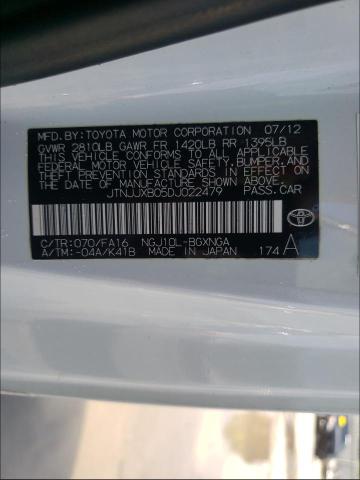 MFD. BY: TOYOTA MOTOR CORPORATION 07/12
GVWR 2810LB GAWR FR 1420LB RR 1395LB
THIS VEHICLE CONFORMS TO ALL APPLICABLE
FEDERAL MOTOR VEHICLE SAFETY, BUMPER, AND
THEFT PREVENTION STANDARDS IN EFFECT ON
THE DATE OF MANUFACTURE SHOWN ABOVE.
JTNJJXB05DJ022479 PASS.CAR
C/TR: 070/FA16 NGJ10L-BGXNGA
A/TM: -04A/K41B MADE IN JAPAN 174 A